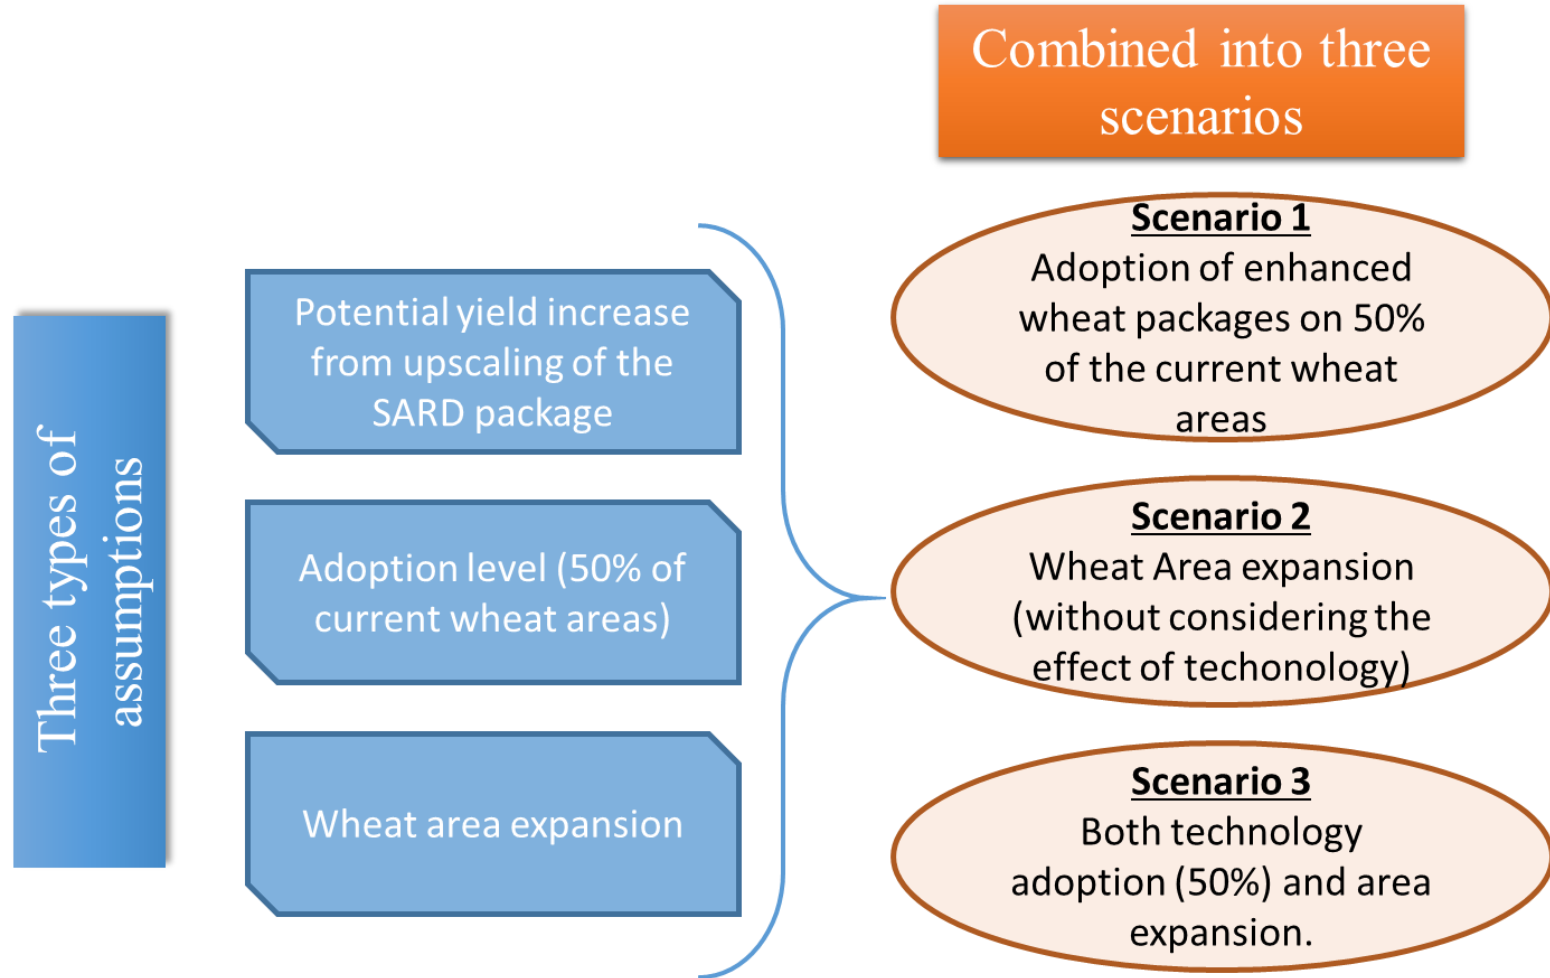 Three types of
assumptions
Potential yield increase
from upscaling of the
SARD package
Adoption level (50% of
current wheat areas)
Wheat area expansion
Combined into three
scenarios
Scenario 1
Adoption of enhanced
wheat packages on 50%
of the current wheat
areas
Scenario 2
Wheat Area expansion
(without considering the
effect of techonology)
Scenario 3
Both technology
adoption (50%) and area
expansion.